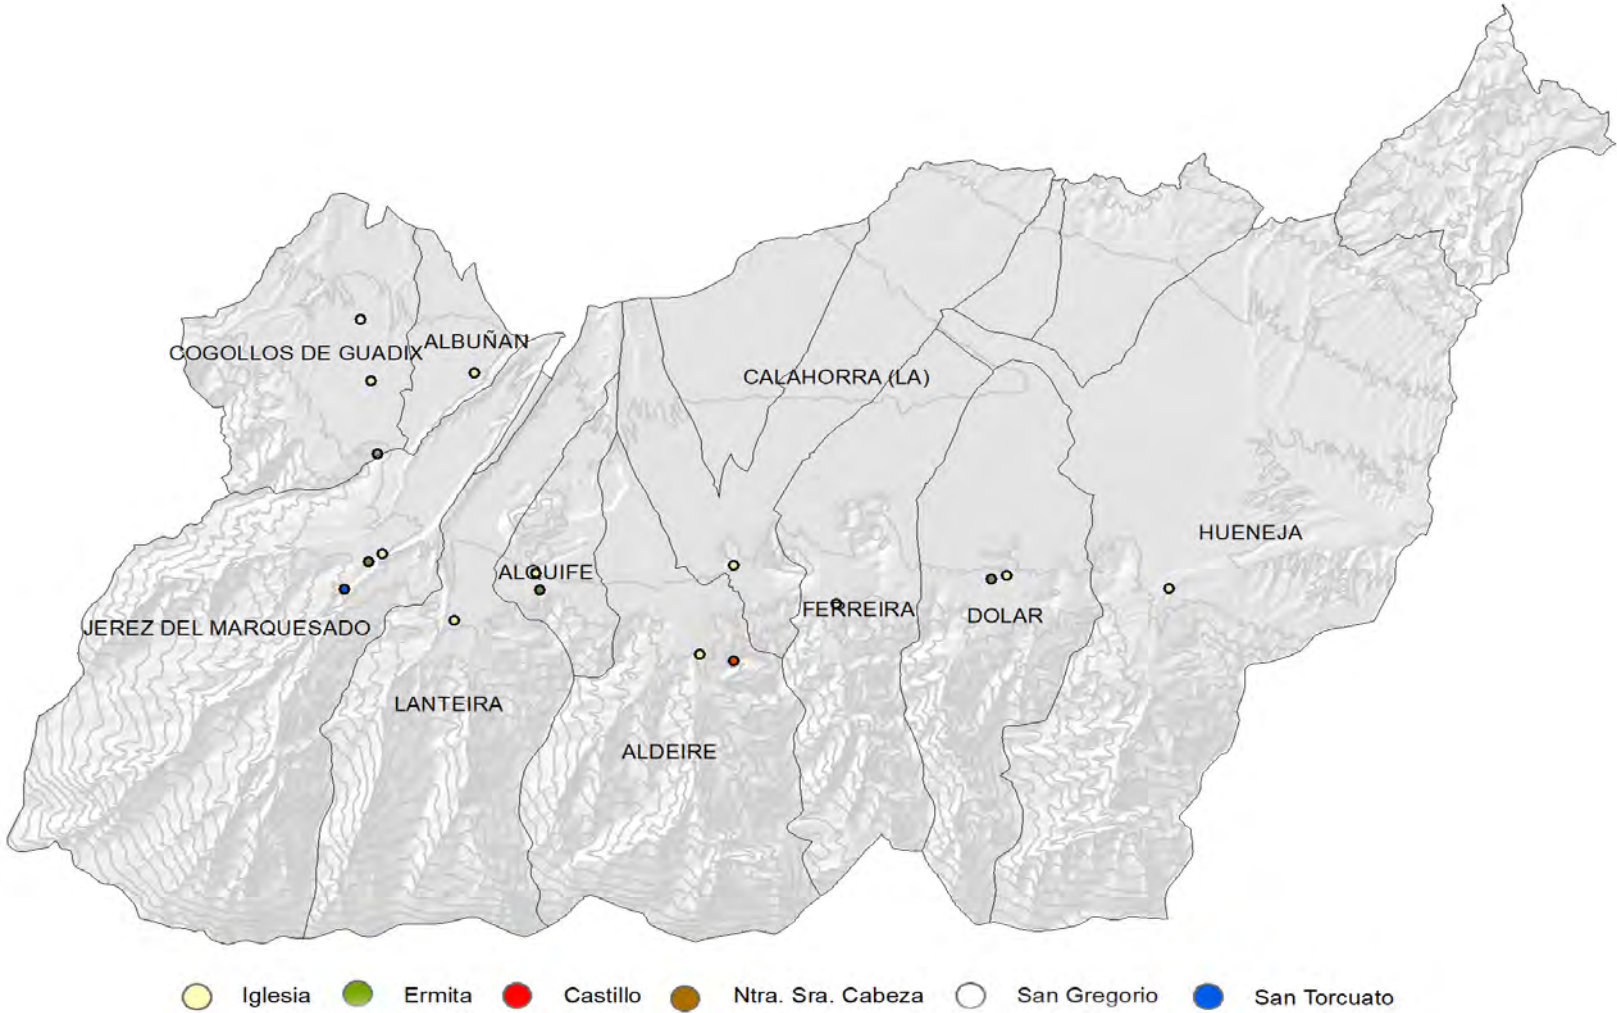 ALBUÑAN
COGOLLOS DE GUADIX
CALAHORRA (LA)
HUENEJA
ALQUIFE
FERREIRA
DOLAR
JEREZ DEL MARQUESADO
LANTEIRA
ALDEIRE
Iglesia Ermita Castillo Ntra. Sra. Cabeza San Gregorio San Torcuato